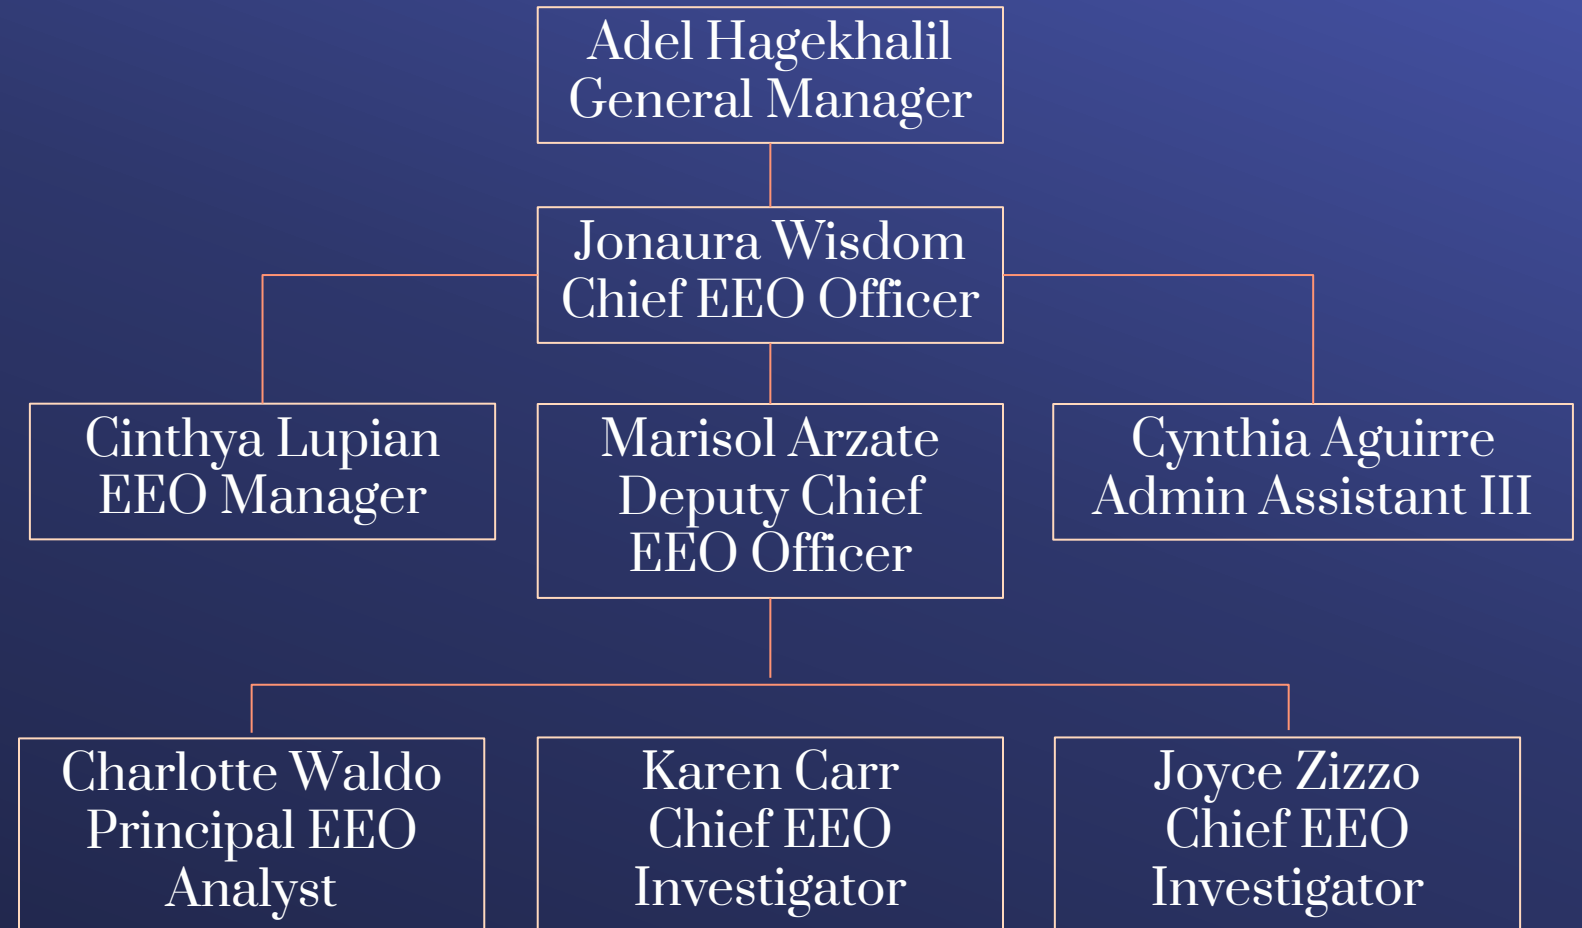 Adel Hagekhalil
General Manager
Jonaura Wisdom
Chief EEO Officer
Cinthya Lupian
EEO Manager
Marisol Arzate
Deputy Chief
EEO Officer
Cynthia Aguirre
Admin Assistant III
Charlotte Waldo
Principal EEO
Analyst
Karen Carr
Chief EEO
Investigator
Joyce Zizzo
Chief EEO
Investigator